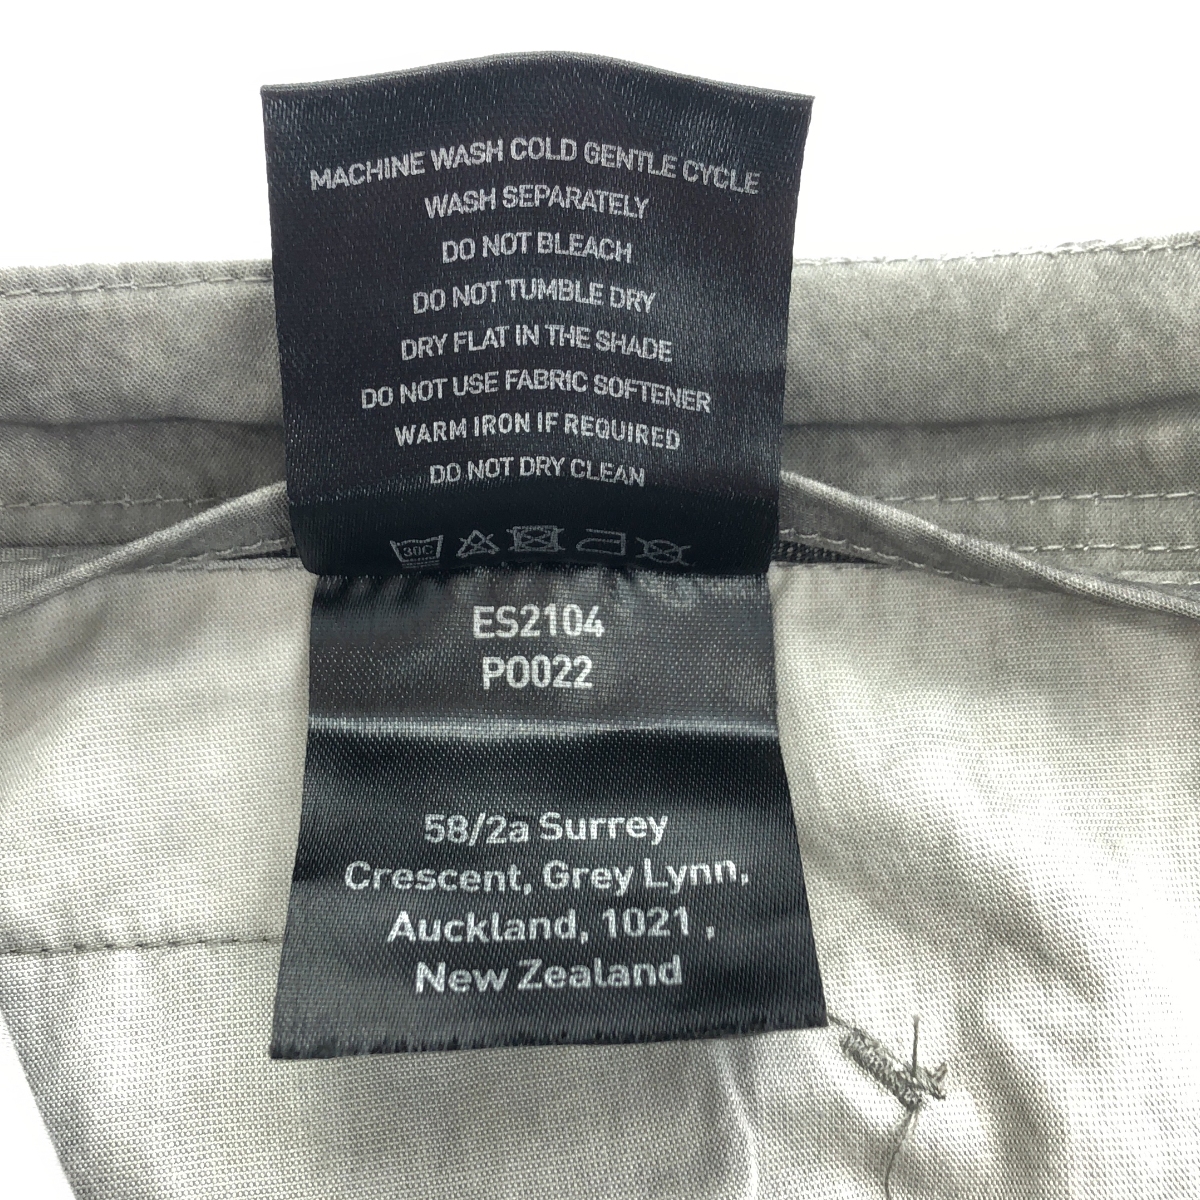 MACHINE WASH COLD GENTLE CYCLE
WASH SEPARATELY
DO NOT BLEACH
DO NOT TUMBLE DRY
DRY FLAT IN THE SHADE
DO NOT USE FABRIC SOFTENER
WARM IRON IF REQUIRED
DO NOT DRY CLEAN
30C
ES2104
PO022
58/2a Surrey
Crescent, Grey Lynn,
Auckland, 1021 ,
New Zealand